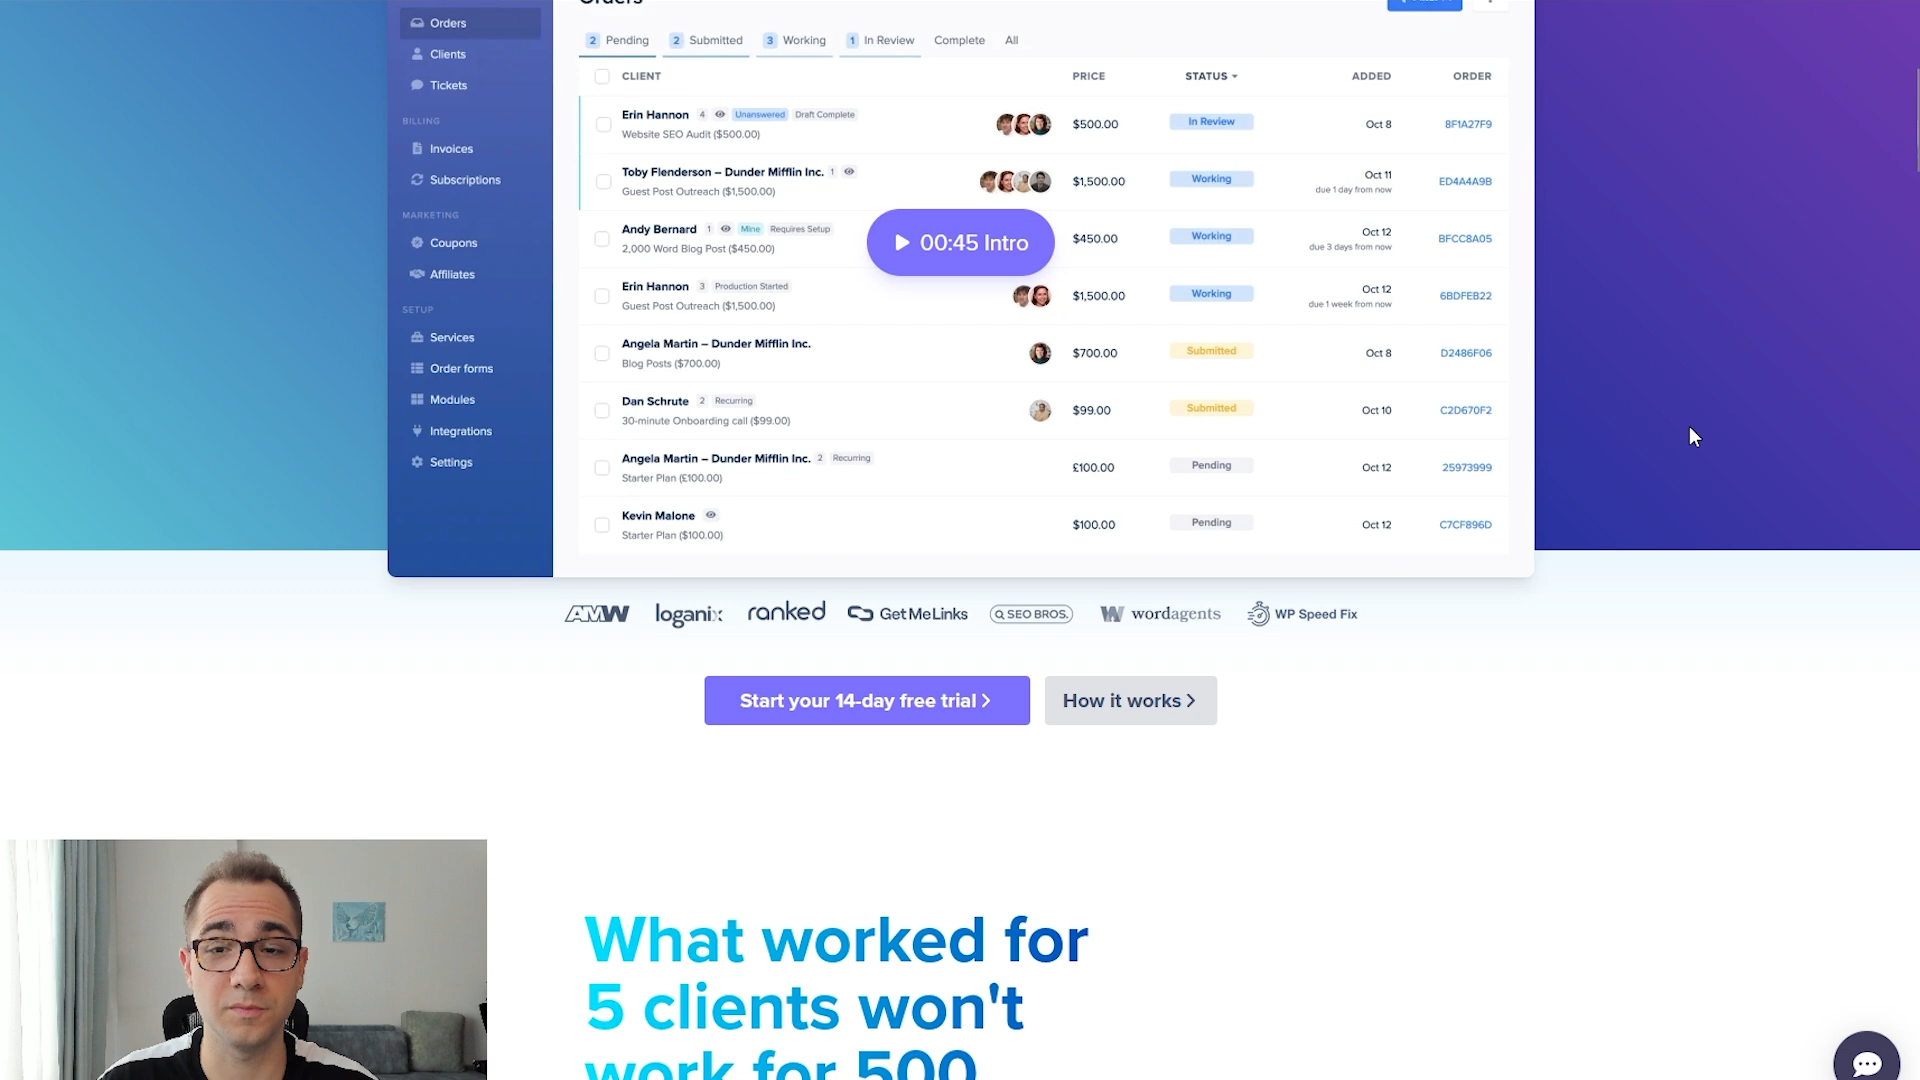 Orders
Orders
Clients
Tickets
BILLING
Invoices
Subscriptions
MARKETING
Coupons
Affiliates
SETUP
Services
Order forms
Modules
Integrations
Settings
2 Pending 2 Submitted 3 Working 1 In Review Complete All
CLIENT PRICE STATUS ADDED ORDER
Erin Hannon 4 Unanswered Draft Complete $500.00 In Review Oct 8 8F1A27F9
Website SEO Audit ($500.00)
Toby Flenderson – Dunder Mifflin Inc. 1 $1,500.00 Working Oct 11 ED4A4A9B
Guest Post Outreach ($1,500.00) due 1 day from now
Andy Bernard 1 Mine Requires Setup $450.00 Working Oct 12 BFCC8A05
2,000 Word Blog Post ($450.00) due 3 days from now
00:45 Intro
Erin Hannon 3 Production Started $1,500.00 Working Oct 12 6BDFEB22
Guest Post Outreach ($1,500.00) due 1 week from now
Angela Martin – Dunder Mifflin Inc. $700.00 Submitted Oct 8 D2486F06
Blog Posts ($700.00)
Dan Schrute 2 Recurring $99.00 Submitted Oct 10 C2D670F2
30-minute Onboarding call ($99.00)
Angela Martin – Dunder Mifflin Inc. 2 Recurring £100.00 Pending Oct 12 25973999
Starter Plan (£100.00)
Kevin Malone $100.00 Pending Oct 12 C7CF896D
Starter Plan ($100.00)
AMW loganix ranked GetMeLinks SEO BROS. wordagents WP Speed Fix
Start your 14-day free trial How it works
What worked for
5 clients won't
work for 500